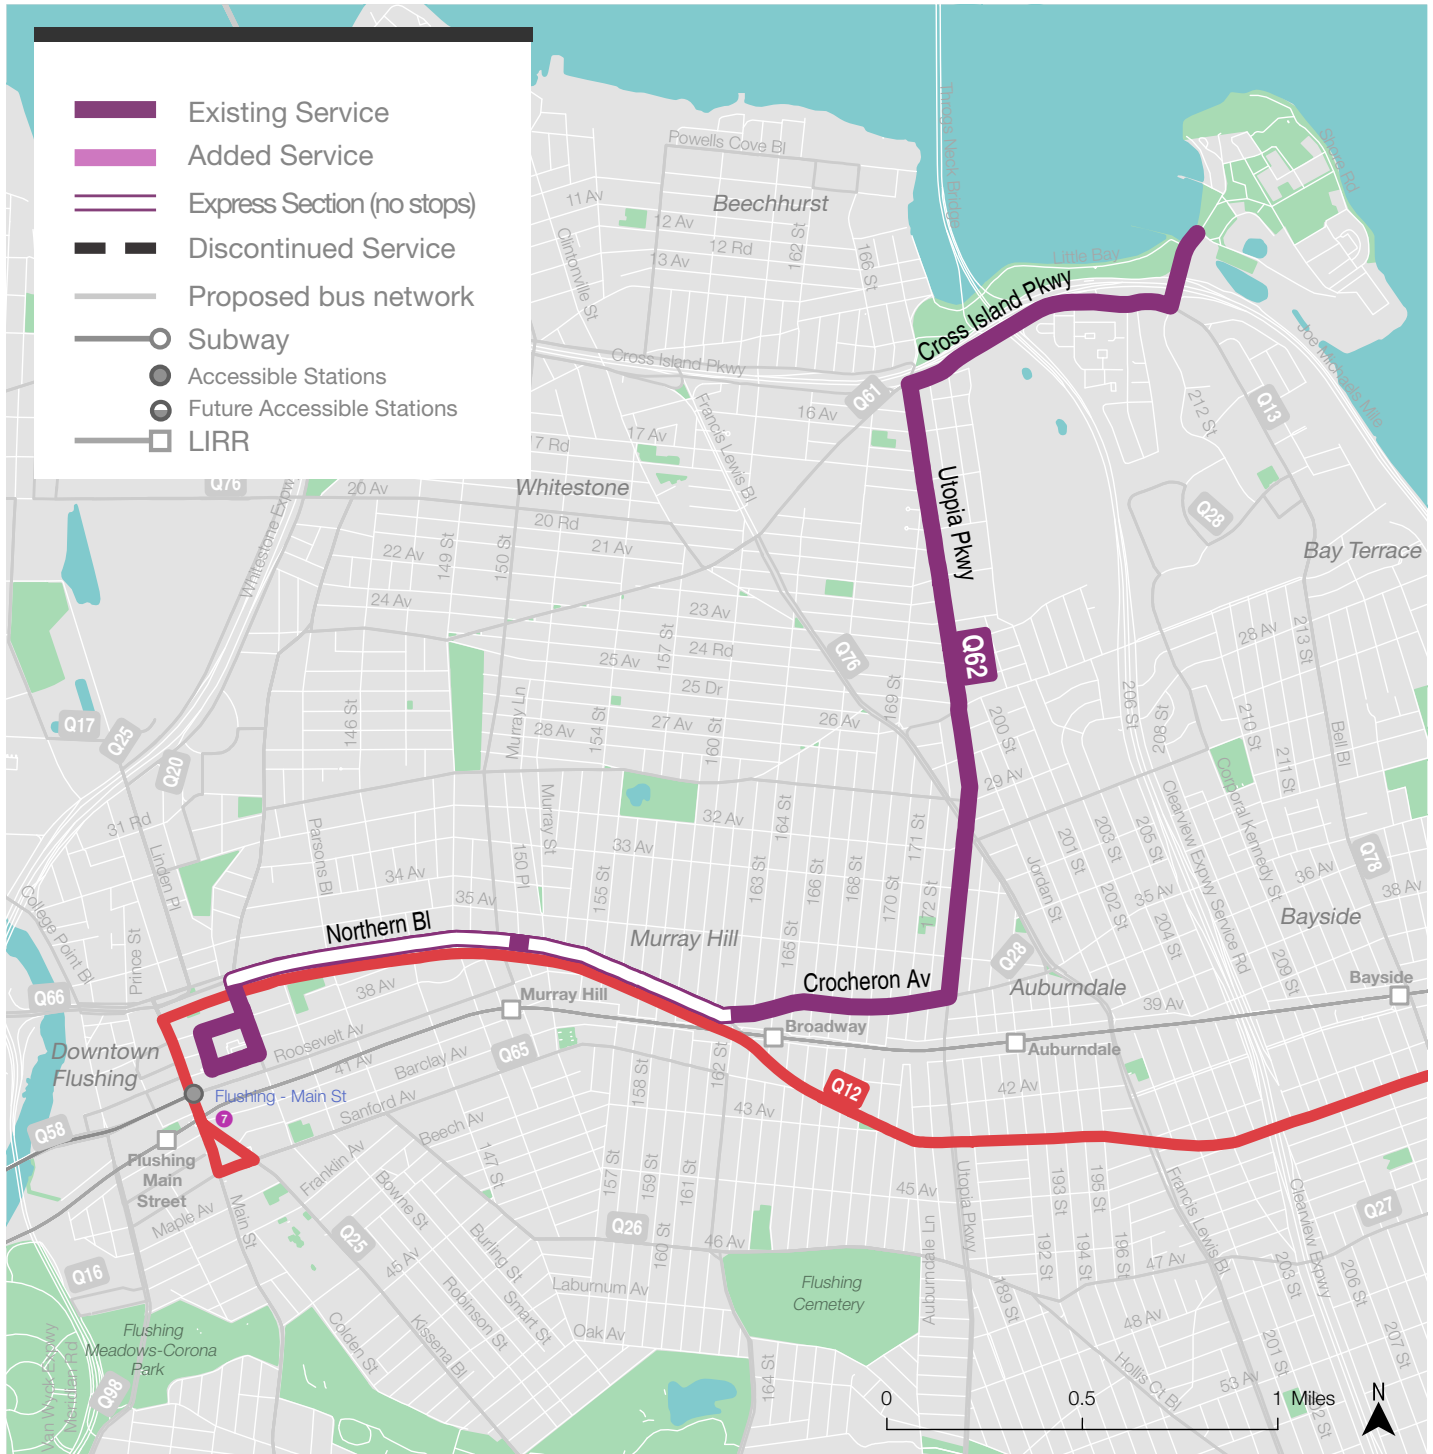 Existing Service
Added Service
Express Section (no stops)
Discontinued Service
Proposed bus network
Subway
Accessible Stations
Future Accessible Stations
LIRR
Powells Cove Bl
Beechhurst
11 Av
12 Av
12 Rd
13 Av
Clintonville St
162 St
166 St
Throgs Neck Bridge
Little Bay
Shore Rd
Cross Island Pkwy
Cross Island Pkwy
Joe Michaels Mile
Q61
16 Av
17 Av
7 Rd
Francis Lewis Bl
212 St
Q13
Q76
20 Av
Whitestone
20 Rd
21 Av
22 Av
149 St
150 St
Whitestone Expw
24 Av
Utopia Pkwy
Q28
Bay Terrace
23 Av
24 Rd
157 St
25 Av
25 Dr
Q76
Q62
28 Av
213 St
169 St
26 Av
27 Av
28 Av
154 St
160 St
Murray Ln
146 St
Q17
Q25
Q20
200 St
206 St
208 St
210 St
211 St
Bell Bl
29 Av
31 Rd
Linden Pl
Parsons Bl
Murray St
150 Pl
32 Av
33 Av
34 Av
35 Av
155 St
163 St
164 St
165 St
166 St
168 St
170 St
171 St
172 St
Jordan St
201 St
203 St
205 St
202 St
204 St
35 Av
Clearview Expwy Service Rd
Corporal Kennedy St
36 Av
Q78
38 Av
Bayside
209 St
College Point Bl
Prince St
Northern Bl
Murray Hill
Crocheron Av
Q28
Auburndale
39 Av
Bayside
Q66
38 Av
Murray Hill
Broadway
Auburndale
Downtown
Flushing
Roosevelt Av
41 Av
Barclay Av
Q65
Sanford Av
Flushing - Main St
7
Q58
Flushing
Main
Street
Beech Av
158 St
162 St
43 Av
Q12
42 Av
Franklin Av
Bowne St
147 St
157 St
159 St
161 St
160 St
45 Av
Utopia Pkwy
Auburndale Ln
193 St
195 St
192 St
194 St
196 St
Francis Lewis Bl
Clearview Expwy
Q27
Maple Av
Main St
Q25
45 Av
Burling St
Q26
46 Av
47 Av
203 St
206 St
Q16
Laburnum Av
Robinson St
Smart St
Oak Av
Kissena Bl
Colden St
Flushing
Cemetery
189 St
48 Av
207 St
Flushing
Meadows-Corona
Park
Van Wyck Expwy
Meridian Rd
Q98
164 St
Hollis Ct Bl
53 Av
201 St
2 St
0
0.5
1 Miles
N